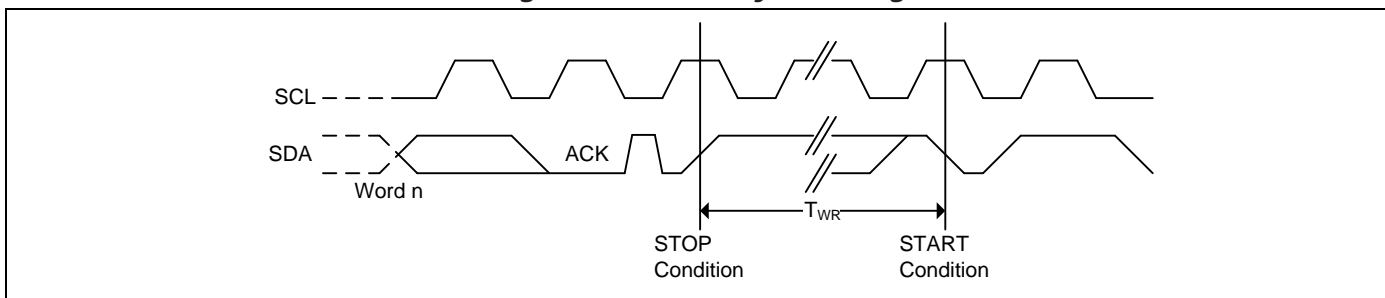 SCL
SDA
ACK
Word n
TWR
STOP
Condition
START
Condition